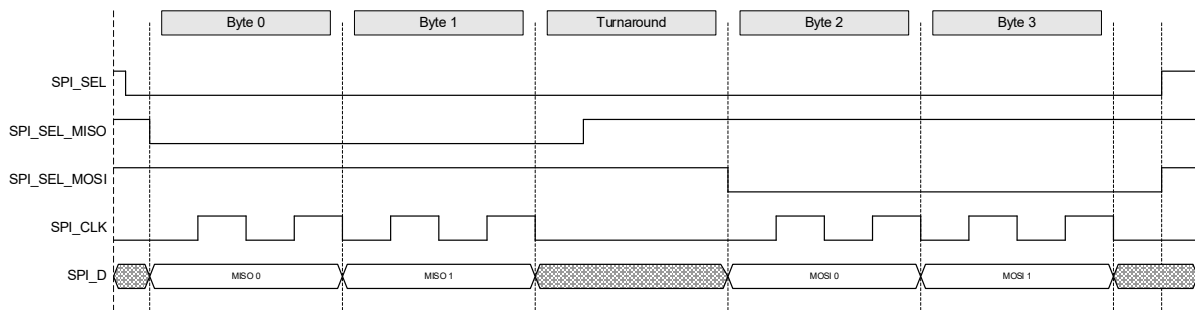 Byte 0 Byte 1 Turnaround Byte 2 Byte 3
SPI_SEL
SPI_SEL_MISO
SPI_SEL_MOSI
SPI_CLK
SPI_D MISO 0 MISO 1 MOSI 0 MOSI 1